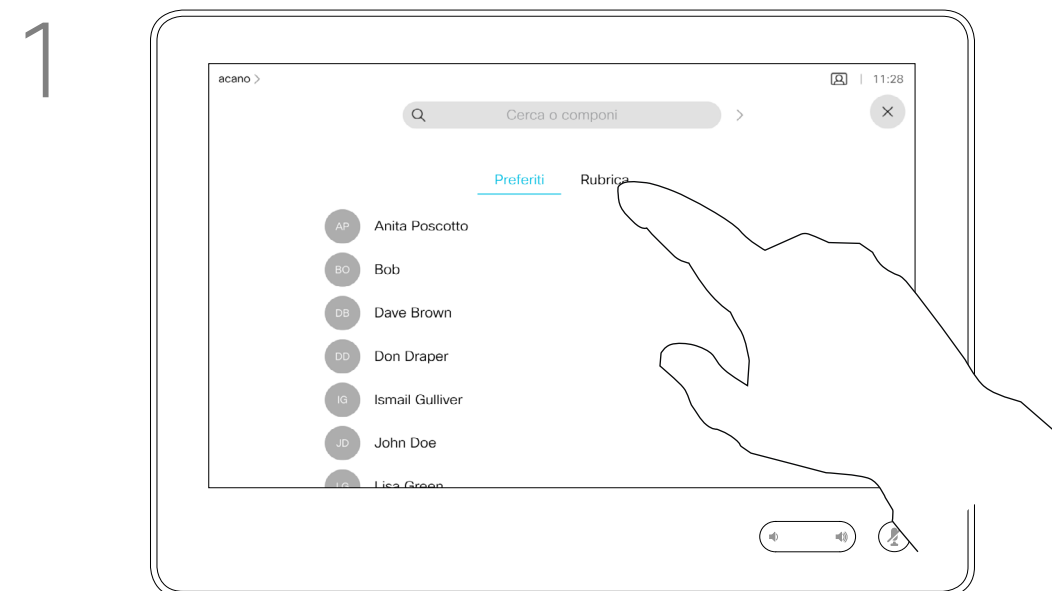 1
acano >
11:28
Cerca o componi
Preferiti Rubrica
AP Anita Poscotto
BO Bob
DB Dave Brown
DD Don Draper
IG Ismail Gulliver
JD John Doe
LG Lisa Green